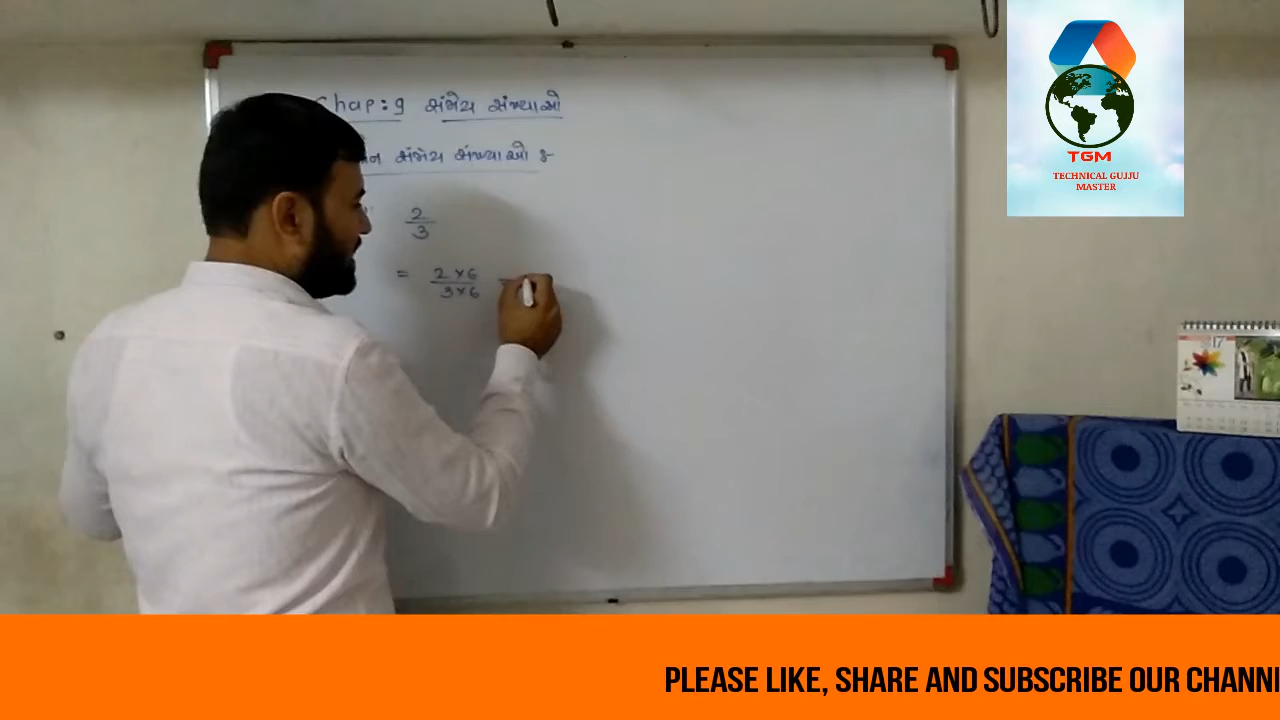 Chap:9 સંમેય સંખ્યાઓ
સંમેય સંખ્યાઓ :-
2/3
= 2×6/3×6
TGM
TECHNICAL GUJJU
MASTER
17
PLEASE LIKE, SHARE AND SUBSCRIBE OUR CHANN